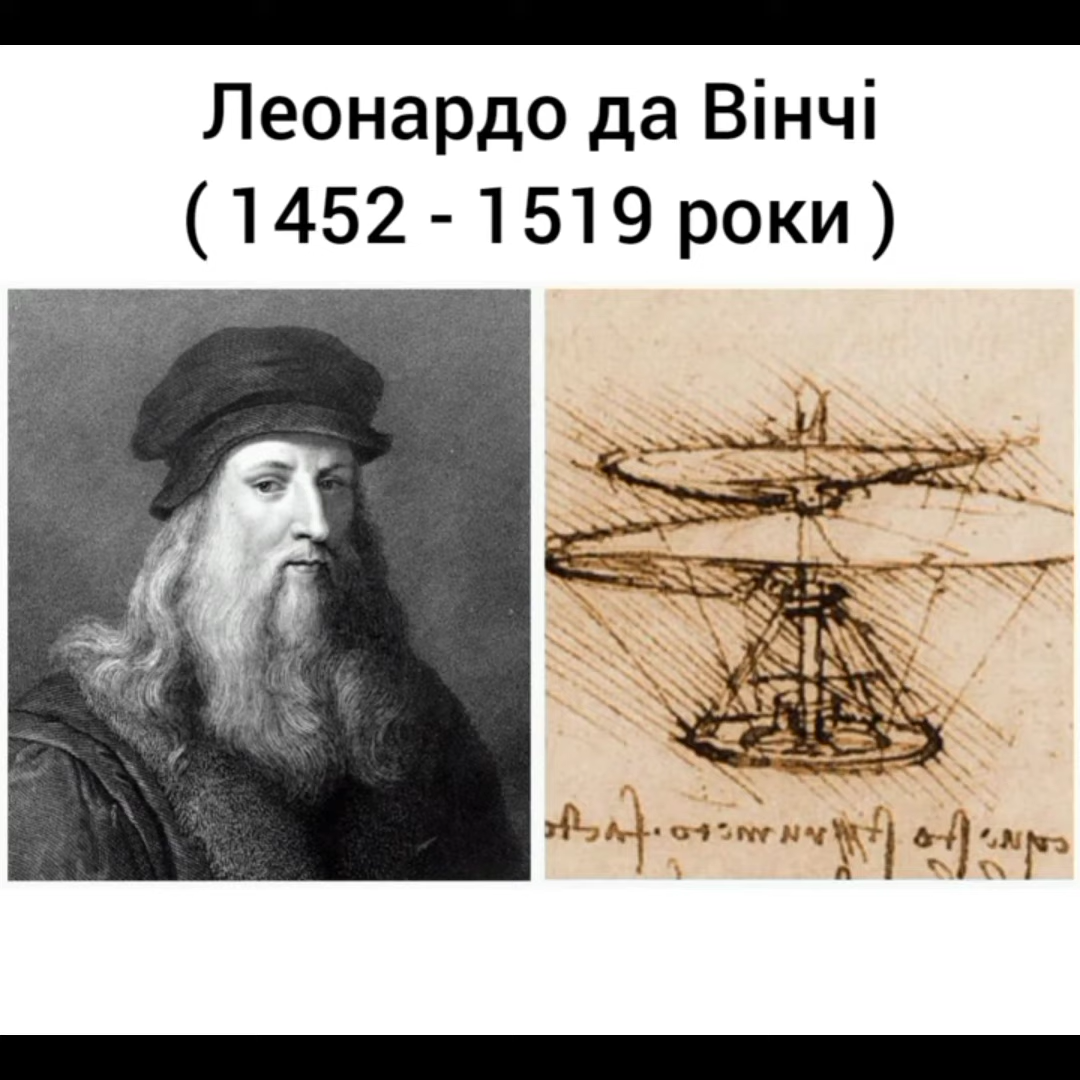 Леонардо да Вінчі
( 1452 - 1519 роки )